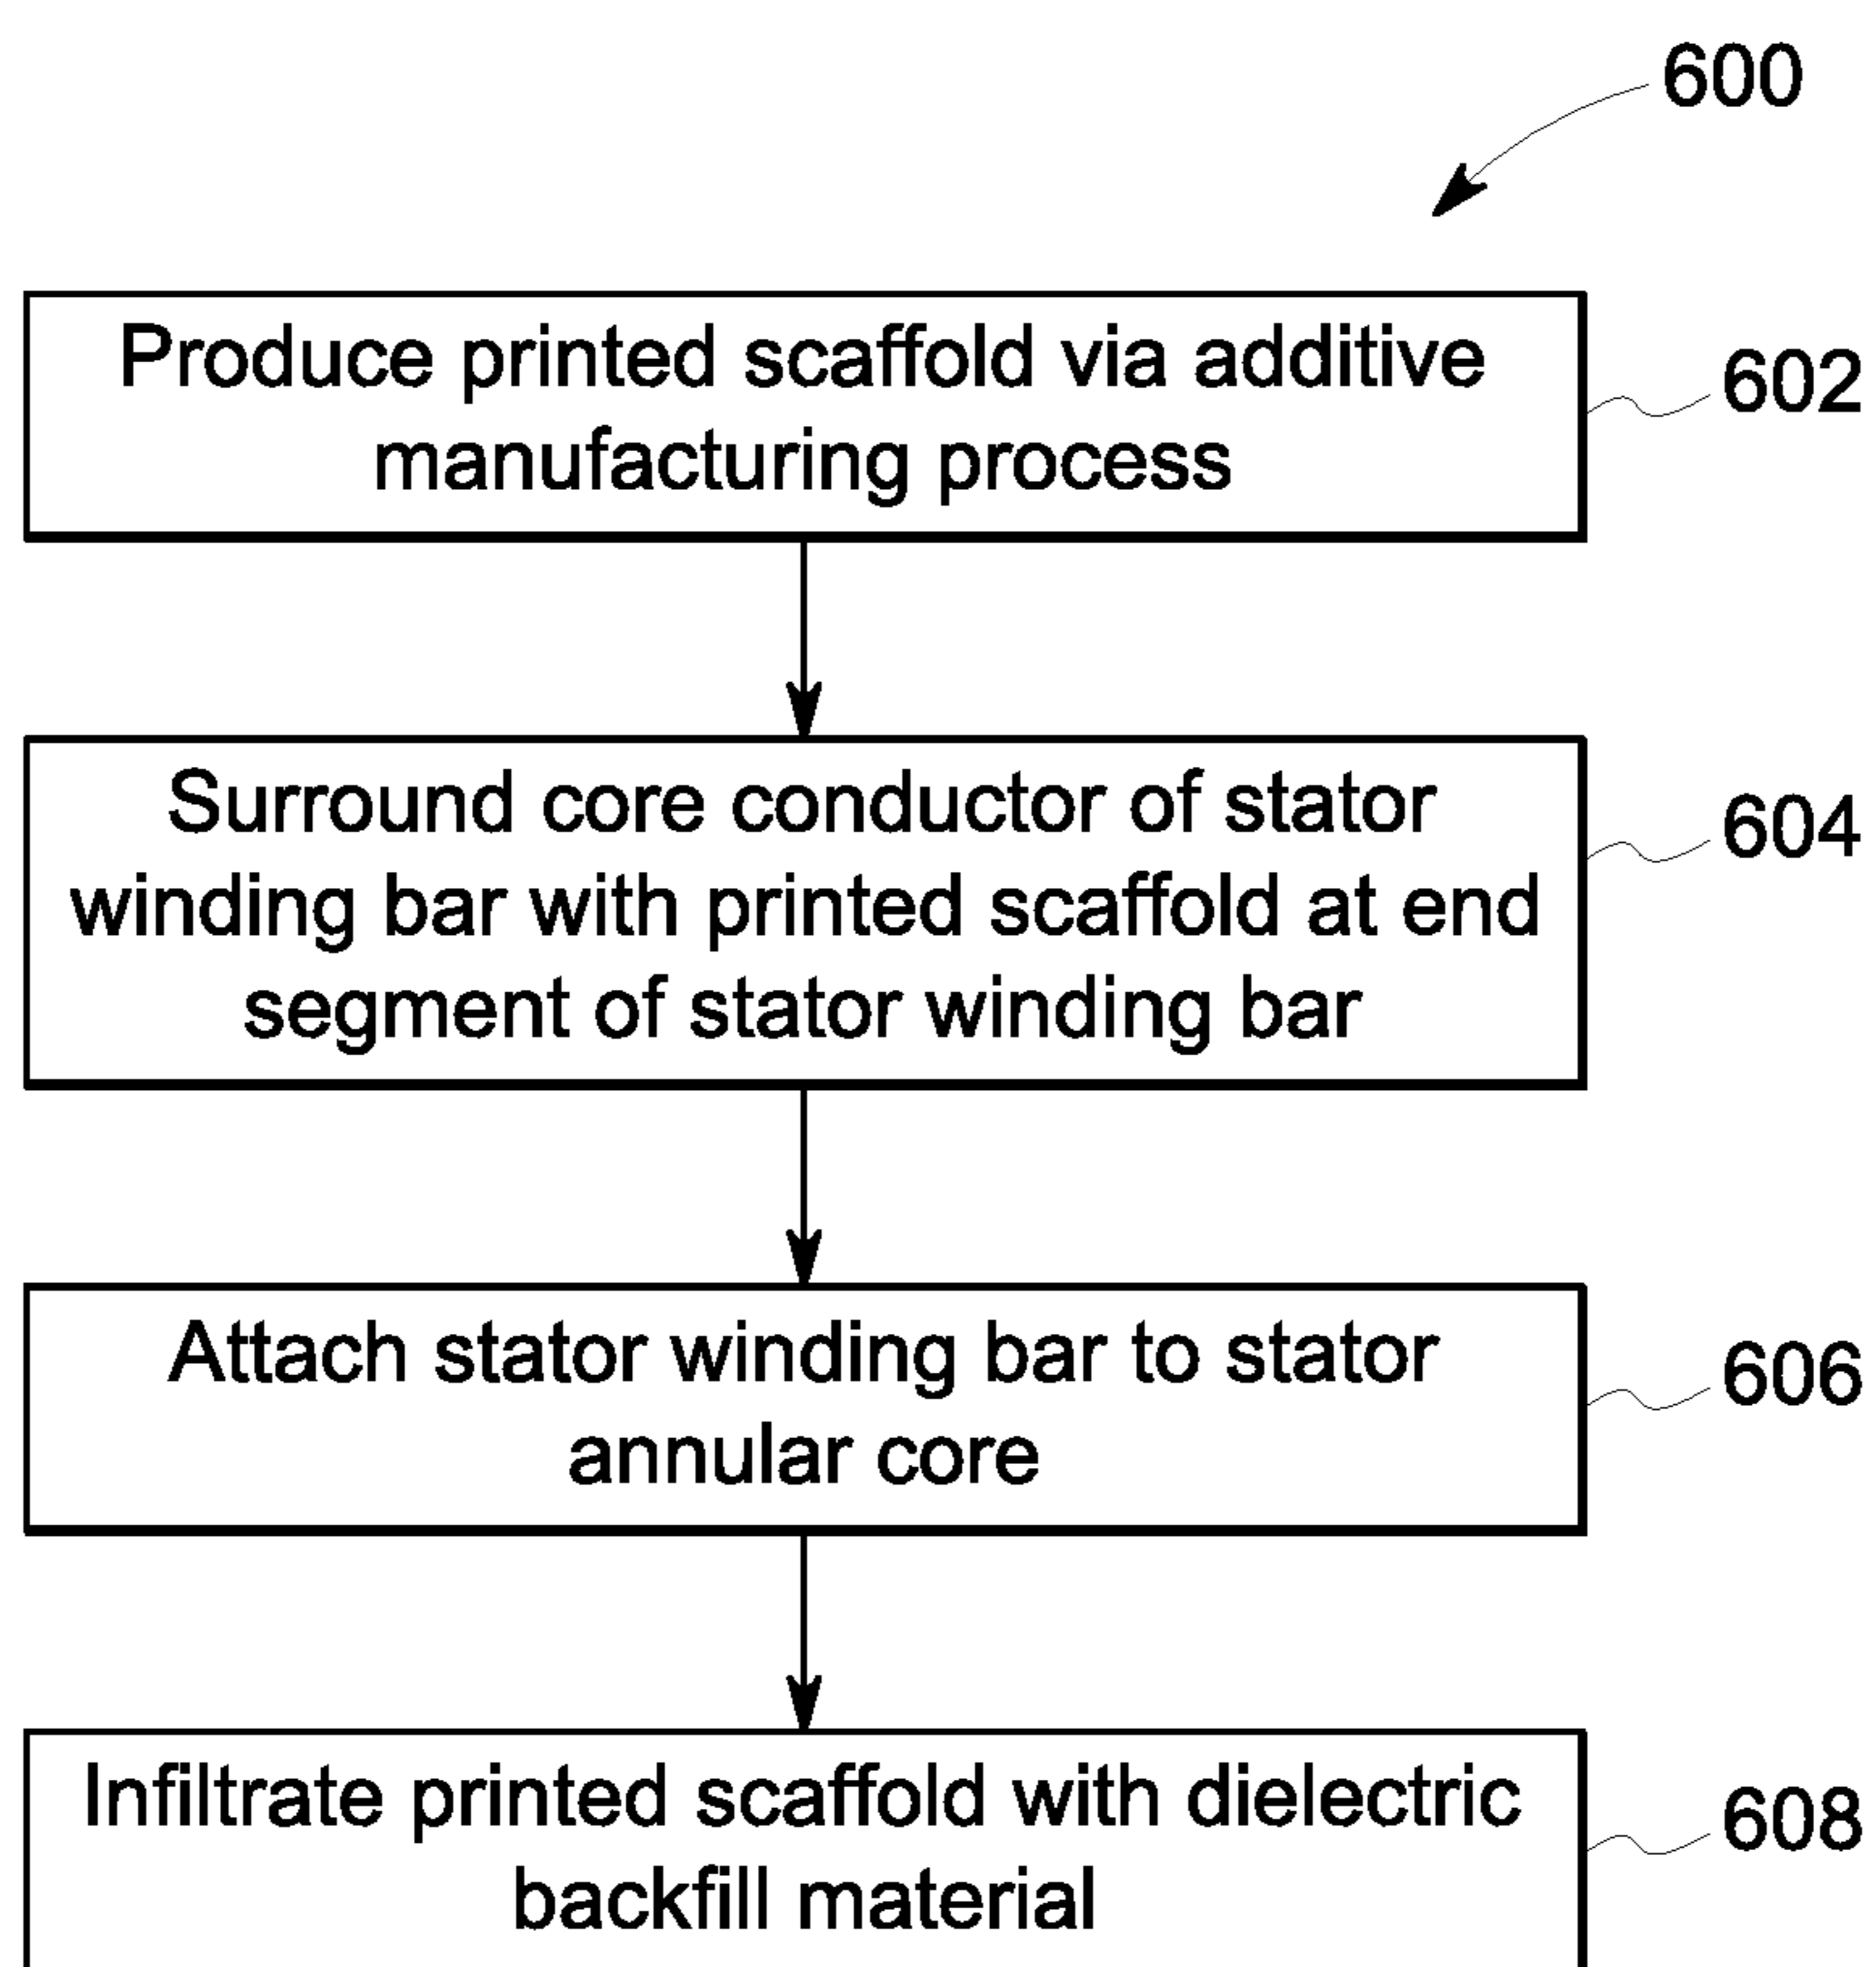 600
Produce printed scaffold via additive
manufacturing process
602
Surround core conductor of stator
winding bar with printed scaffold at end
segment of stator winding bar
604
Attach stator winding bar to stator
annular core
606
Infiltrate printed scaffold with dielectric
backfill material
608